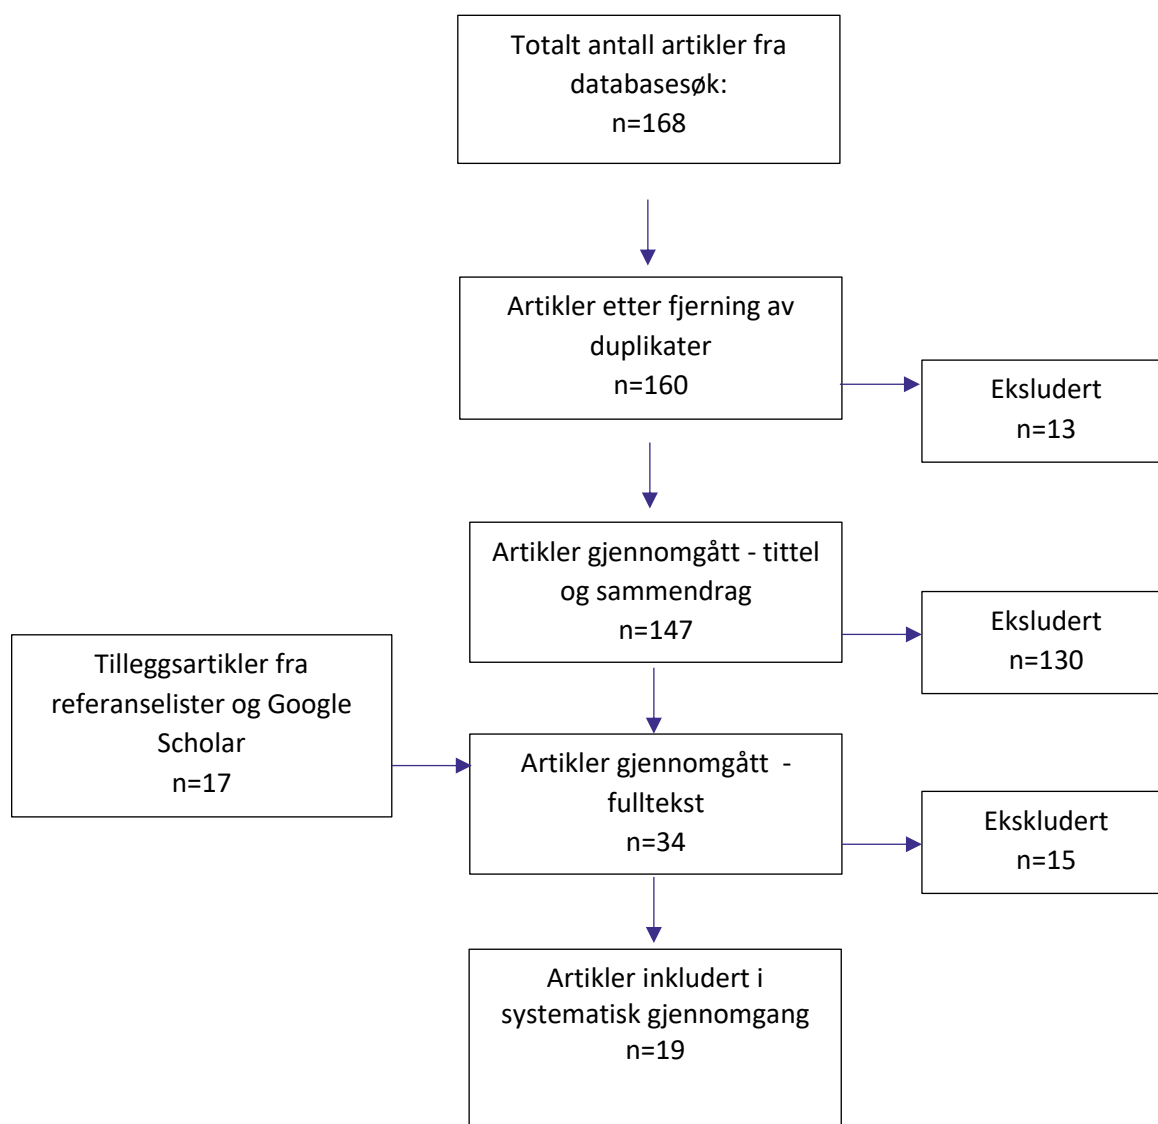 Totalt antall artikler fra
databasesøk:
n=168
Artikler etter fjerning av
duplikater
n=160
Eksludert
n=13
Artikler gjennomgått - tittel
og sammendrag
n=147
Eksludert
n=130
Tilleggsartikler fra
referanselister og Google
Scholar
n=17
Artikler gjennomgått  -
fulltekst
n=34
Ekskludert
n=15
Artikler inkludert i
systematisk gjennomgang
n=19